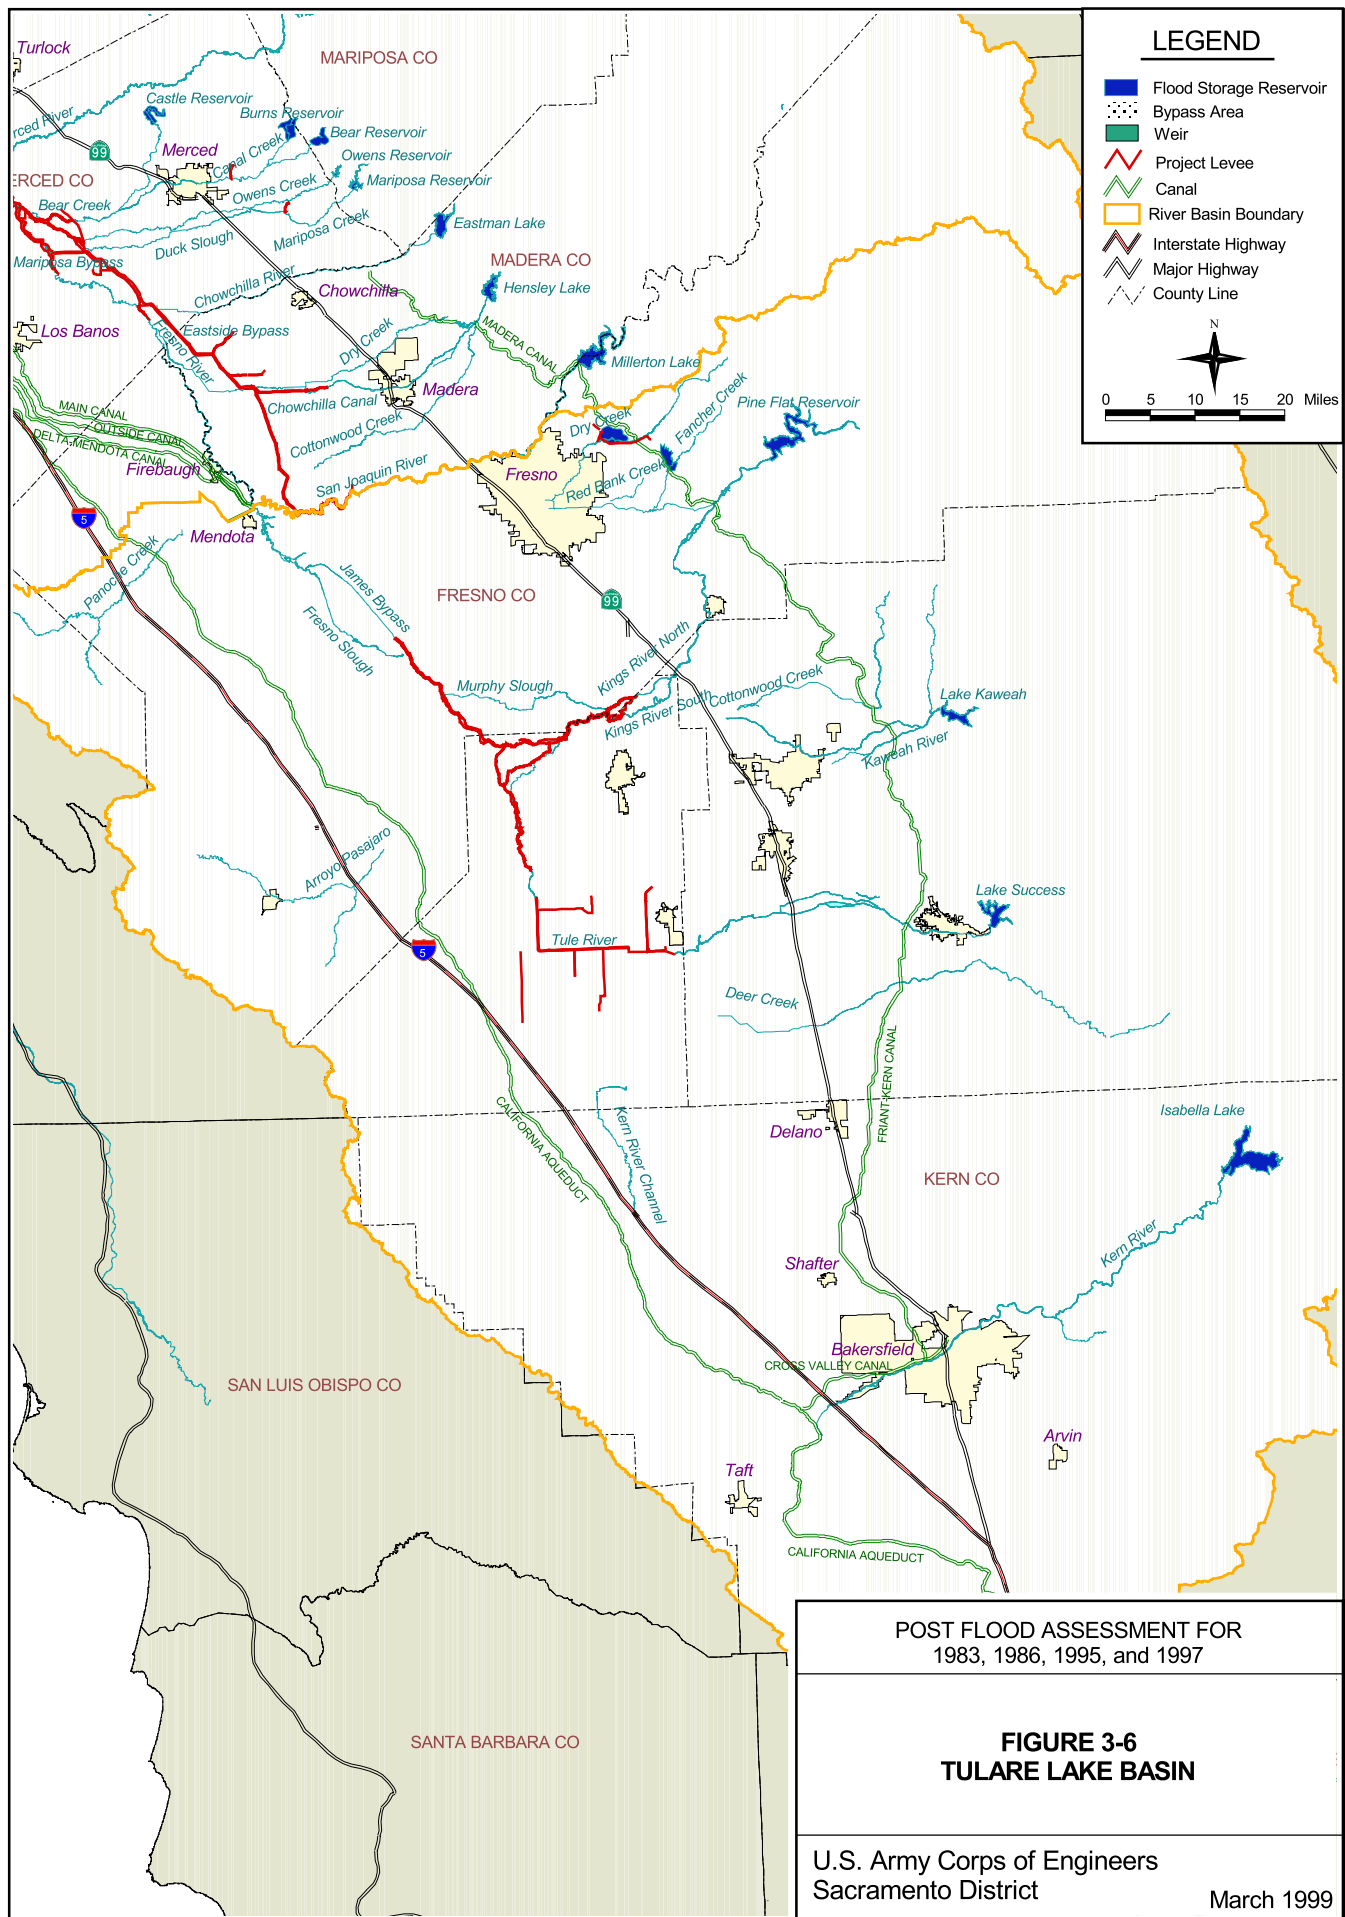 Turlock
MARIPOSA CO
LEGEND
Flood Storage Reservoir
Bypass Area
Weir
Project Levee
Canal
River Basin Boundary
Interstate Highway
Major Highway
County Line
N
0 5 10 15 20 Miles
Castle Reservoir
Burns Reservoir
Bear Reservoir
rced River
99
Merced
Canal Creek
Owens Reservoir
Mariposa Reservoir
ERCED CO
Bear Creek
Owens Creek
Duck Slough
Mariposa Creek
Eastman Lake
Mariposa Bypass
MADERA CO
Chowchilla River
Chowchilla
Hensley Lake
Los Banos
Eastside Bypass
Fresno River
Dry Creek
MADERA CANAL
Millerton Lake
Madera
Chowchilla Canal
Cottonwood Creek
MAIN CANAL
OUTSIDE CANAL
DELTA-MENDOTA CANAL
Firebaugh
Dry Creek
Fancher Creek
Pine Flat Reservoir
San Joaquin River
Fresno
Red Bank Creek
5
Mendota
Panoche Creek
James Bypass
FRESNO CO
99
Fresno Slough
Kings River North
Murphy Slough
Kings River South
Cottonwood Creek
Lake Kaweah
Kaweah River
Arroyo Pasajaro
Lake Success
5
Tule River
Deer Creek
FRIANT-KERN CANAL
CALIFORNIA AQUEDUCT
Kern River Channel
Delano
Isabella Lake
KERN CO
Kern River
Shafter
Bakersfield
CROSS VALLEY CANAL
SAN LUIS OBISPO CO
Arvin
Taft
CALIFORNIA AQUEDUCT
SANTA BARBARA CO
POST FLOOD ASSESSMENT FOR
1983, 1986, 1995, and 1997
FIGURE 3-6
TULARE LAKE BASIN
U.S. Army Corps of Engineers
Sacramento District
March 1999